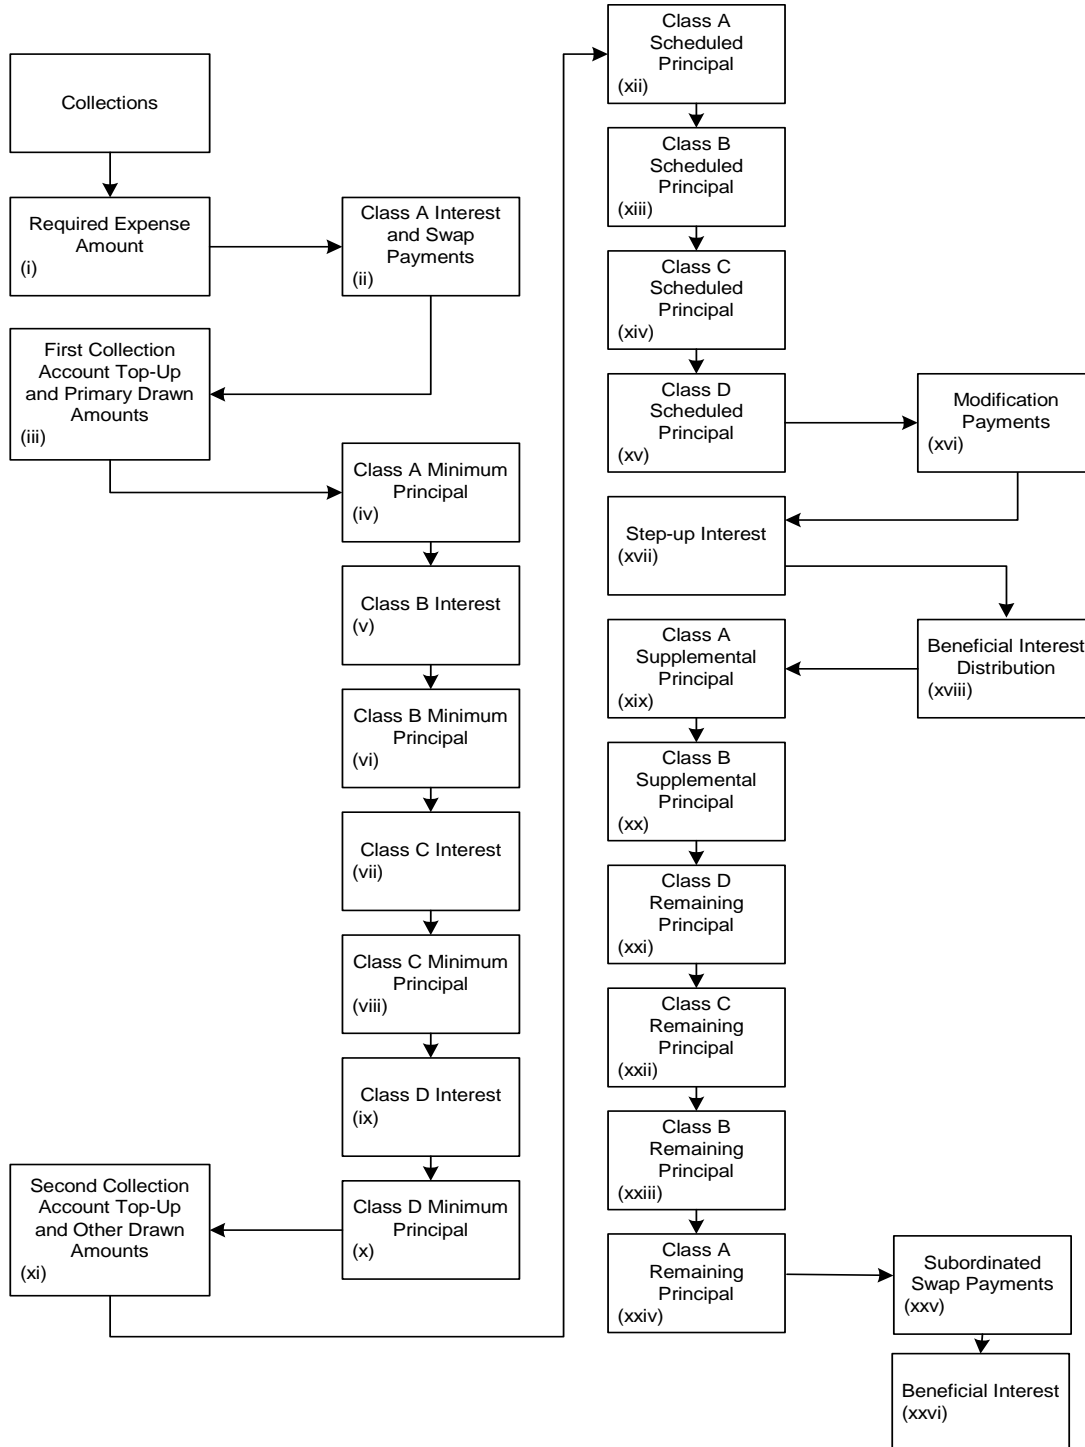 Collections
Required Expense
Amount
(i)
Class A Interest
and Swap
Payments
(ii)
First Collection
Account Top-Up
and Primary Drawn
Amounts
(iii)
Class A Minimum
Principal
(iv)
Class B Interest
(v)
Class B Minimum
Principal
(vi)
Class C Interest
(vii)
Class C Minimum
Principal
(viii)
Class D Interest
(ix)
Class D Minimum
Principal
(x)
Second Collection
Account Top-Up
and Other Drawn
Amounts
(xi)
Class A
Scheduled
Principal
(xii)
Class B
Scheduled
Principal
(xiii)
Class C
Scheduled
Principal
(xiv)
Class D
Scheduled
Principal
(xv)
Modification
Payments
(xvi)
Step-up Interest
(xvii)
Beneficial Interest
Distribution
(xviii)
Class A
Supplemental
Principal
(xix)
Class B
Supplemental
Principal
(xx)
Class D
Remaining
Principal
(xxi)
Class C
Remaining
Principal
(xxii)
Class B
Remaining
Principal
(xxiii)
Class A
Remaining
Principal
(xxiv)
Subordinated
Swap Payments
(xxv)
Beneficial Interest
(xxvi)